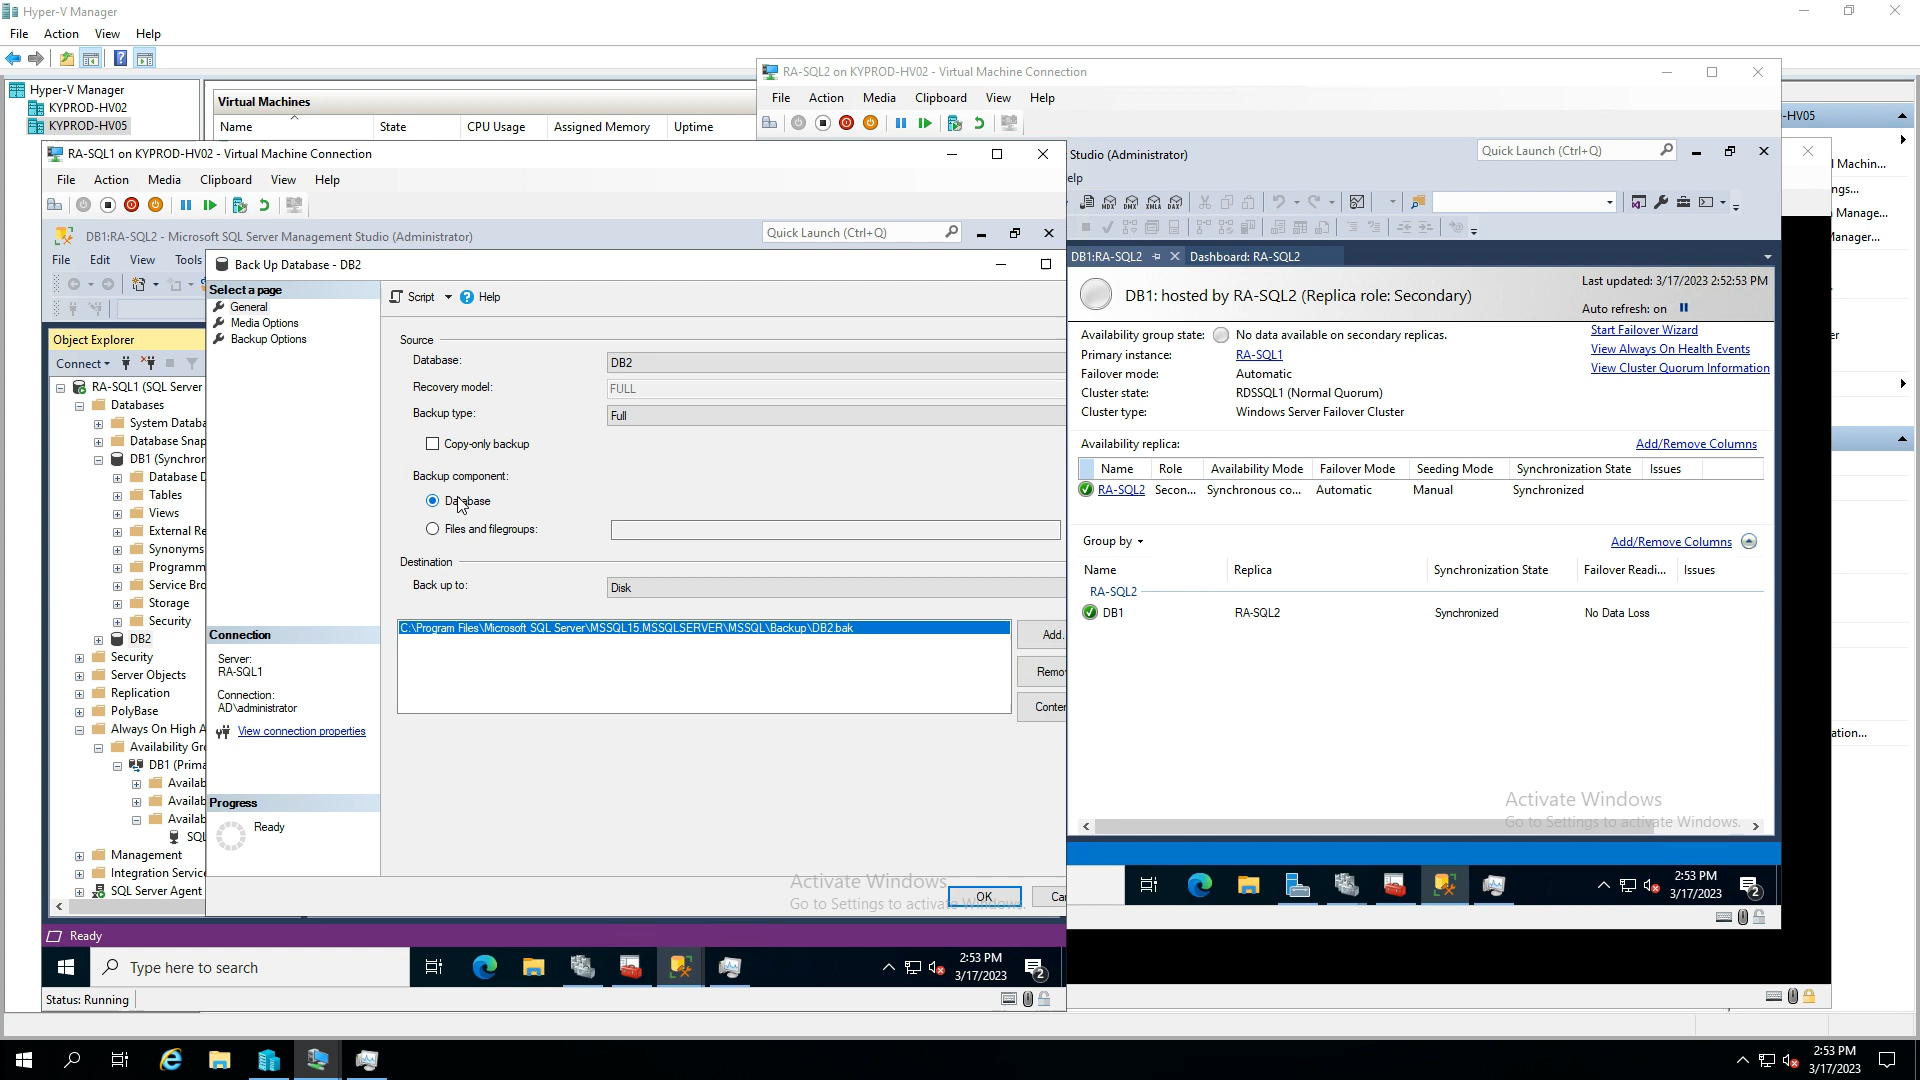 Hyper-V Manager
File Action View Help
Hyper-V Manager
KYPROD-HV02
KYPROD-HV05
Virtual Machines
Name State CPU Usage Assigned Memory Uptime
RA-SQL2 on KYPROD-HV02 - Virtual Machine Connection
File Action Media Clipboard View Help
-HV05
l Machin...
ngs...
Manage...
anager...
er
ation...
RA-SQL1 on KYPROD-HV02 - Virtual Machine Connection
File Action Media Clipboard View Help
DB1:RA-SQL2 - Microsoft SQL Server Management Studio (Administrator)
Quick Launch (Ctrl+Q)
File Edit View Tools
Object Explorer
Connect
RA-SQL1 (SQL Server
Databases
System Databa
Database Snap
DB1 (Synchror
Database D
Tables
Views
External Re
Synonyms
Programm
Service Bro
Storage
Security
DB2
Security
Server Objects
Replication
PolyBase
Always On High A
Availability Gro
DB1 (Prima
Availab
Availab
Availab
SQL
Management
Integration Service
SQL Server Agent
Ready
Back Up Database - DB2
Select a page
General
Media Options
Backup Options
Script Help
Source
Database: DB2
Recovery model: FULL
Backup type: Full
Copy-only backup
Backup component:
Database
Files and filegroups:
Destination
Back up to: Disk
C:\Program Files\Microsoft SQL Server\MSSQL15.MSSQLSERVER\MSSQL\Backup\DB2.bak
Add.
Remov
Conter
Connection
Server:
RA-SQL1
Connection:
AD\administrator
View connection properties
Progress
Ready
OK Ca
Activate Windows
Go to Settings to activate Windows.
Type here to search
2:53 PM
3/17/2023
2
Status: Running
Studio (Administrator)
Quick Launch (Ctrl+Q)
elp
MDX DMX XMLA DAX
DB1:RA-SQL2 Dashboard: RA-SQL2
DB1: hosted by RA-SQL2 (Replica role: Secondary)
Last updated: 3/17/2023 2:52:53 PM
Auto refresh: on
Availability group state: No data available on secondary replicas.
Primary instance: RA-SQL1
Failover mode: Automatic
Cluster state: RDSSQL1 (Normal Quorum)
Cluster type: Windows Server Failover Cluster
Start Failover Wizard
View Always On Health Events
View Cluster Quorum Information
Availability replica: Add/Remove Columns
Name Role Availability Mode Failover Mode Seeding Mode Synchronization State Issues
RA-SQL2 Secon... Synchronous co... Automatic Manual Synchronized
Group by Add/Remove Columns
Name Replica Synchronization State Failover Readi... Issues
RA-SQL2
DB1 RA-SQL2 Synchronized No Data Loss
Activate Windows
Go to Settings to activate Windows.
2:53 PM
3/17/2023
2
2:53 PM
3/17/2023